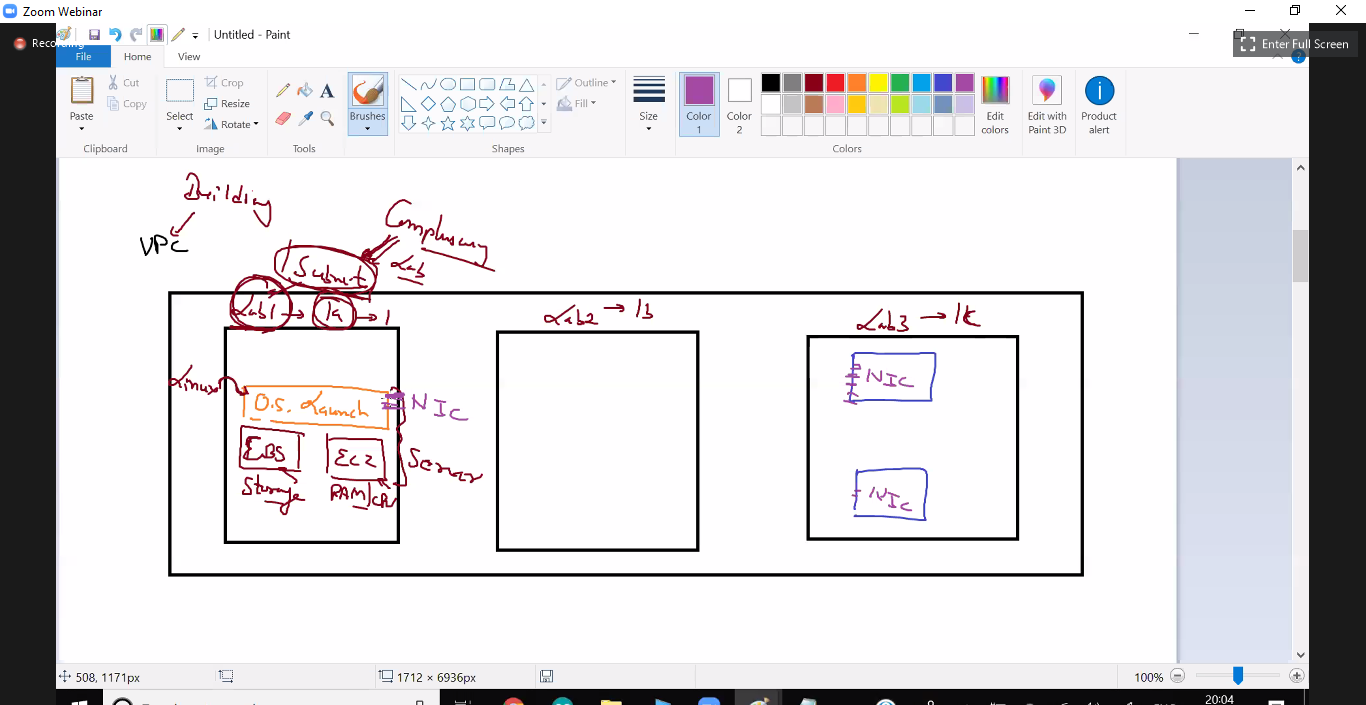 Zoom Webinar
Recording
Untitled - Paint
Enter Full Screen
File Home View
Paste
Cut
Copy
Clipboard
Select
Crop
Resize
Rotate
Image
Tools
Brushes
Shapes
Outline
Fill
Size
Color 1
Color 2
Colors
Edit colors
Edit with Paint 3D
Product alert
Building
VPC
Compulsory
Subnet
Lab
Lab1 → 1a → 1
Lab2 → 1B
Lab3 → 1C
Linux
O.S. Launch
NIC
EBS
EC2
Server
Storage
RAM/CPU
NIC
NIC
508, 1171px
1712 × 6936px
100%
20:04